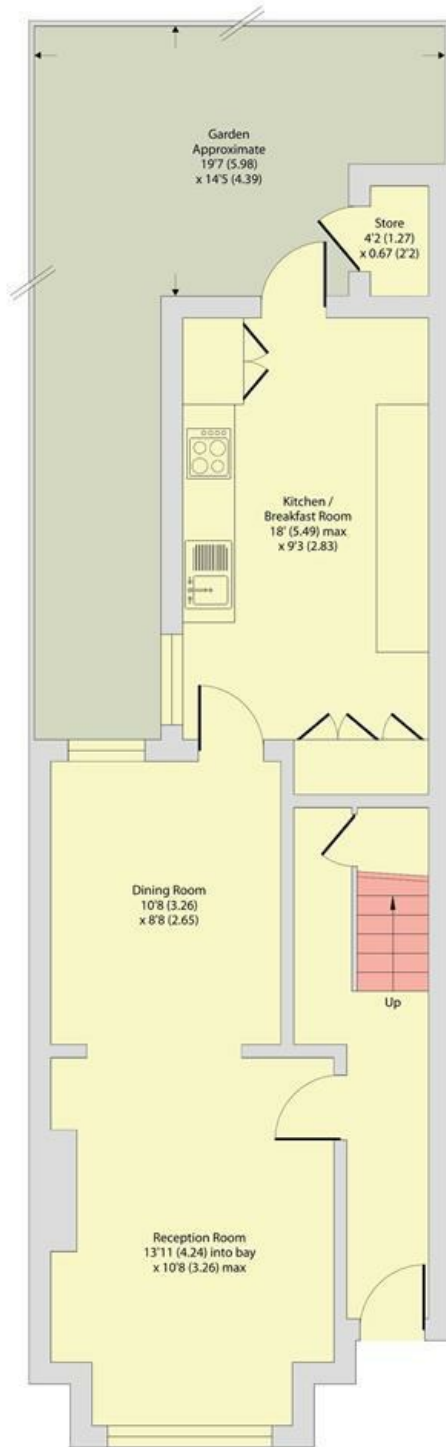 Garden
Approximate
19'7 (5.98)
x 14'5 (4.39)
Store
4'2 (1.27)
x 0.67 (2'2)
Kitchen /
Breakfast Room
18' (5.49) max
x 9'3 (2.83)
Dining Room
10'8 (3.26)
x 8'8 (2.65)
Up
Reception Room
13'11 (4.24) into bay
x 10'8 (3.26) max